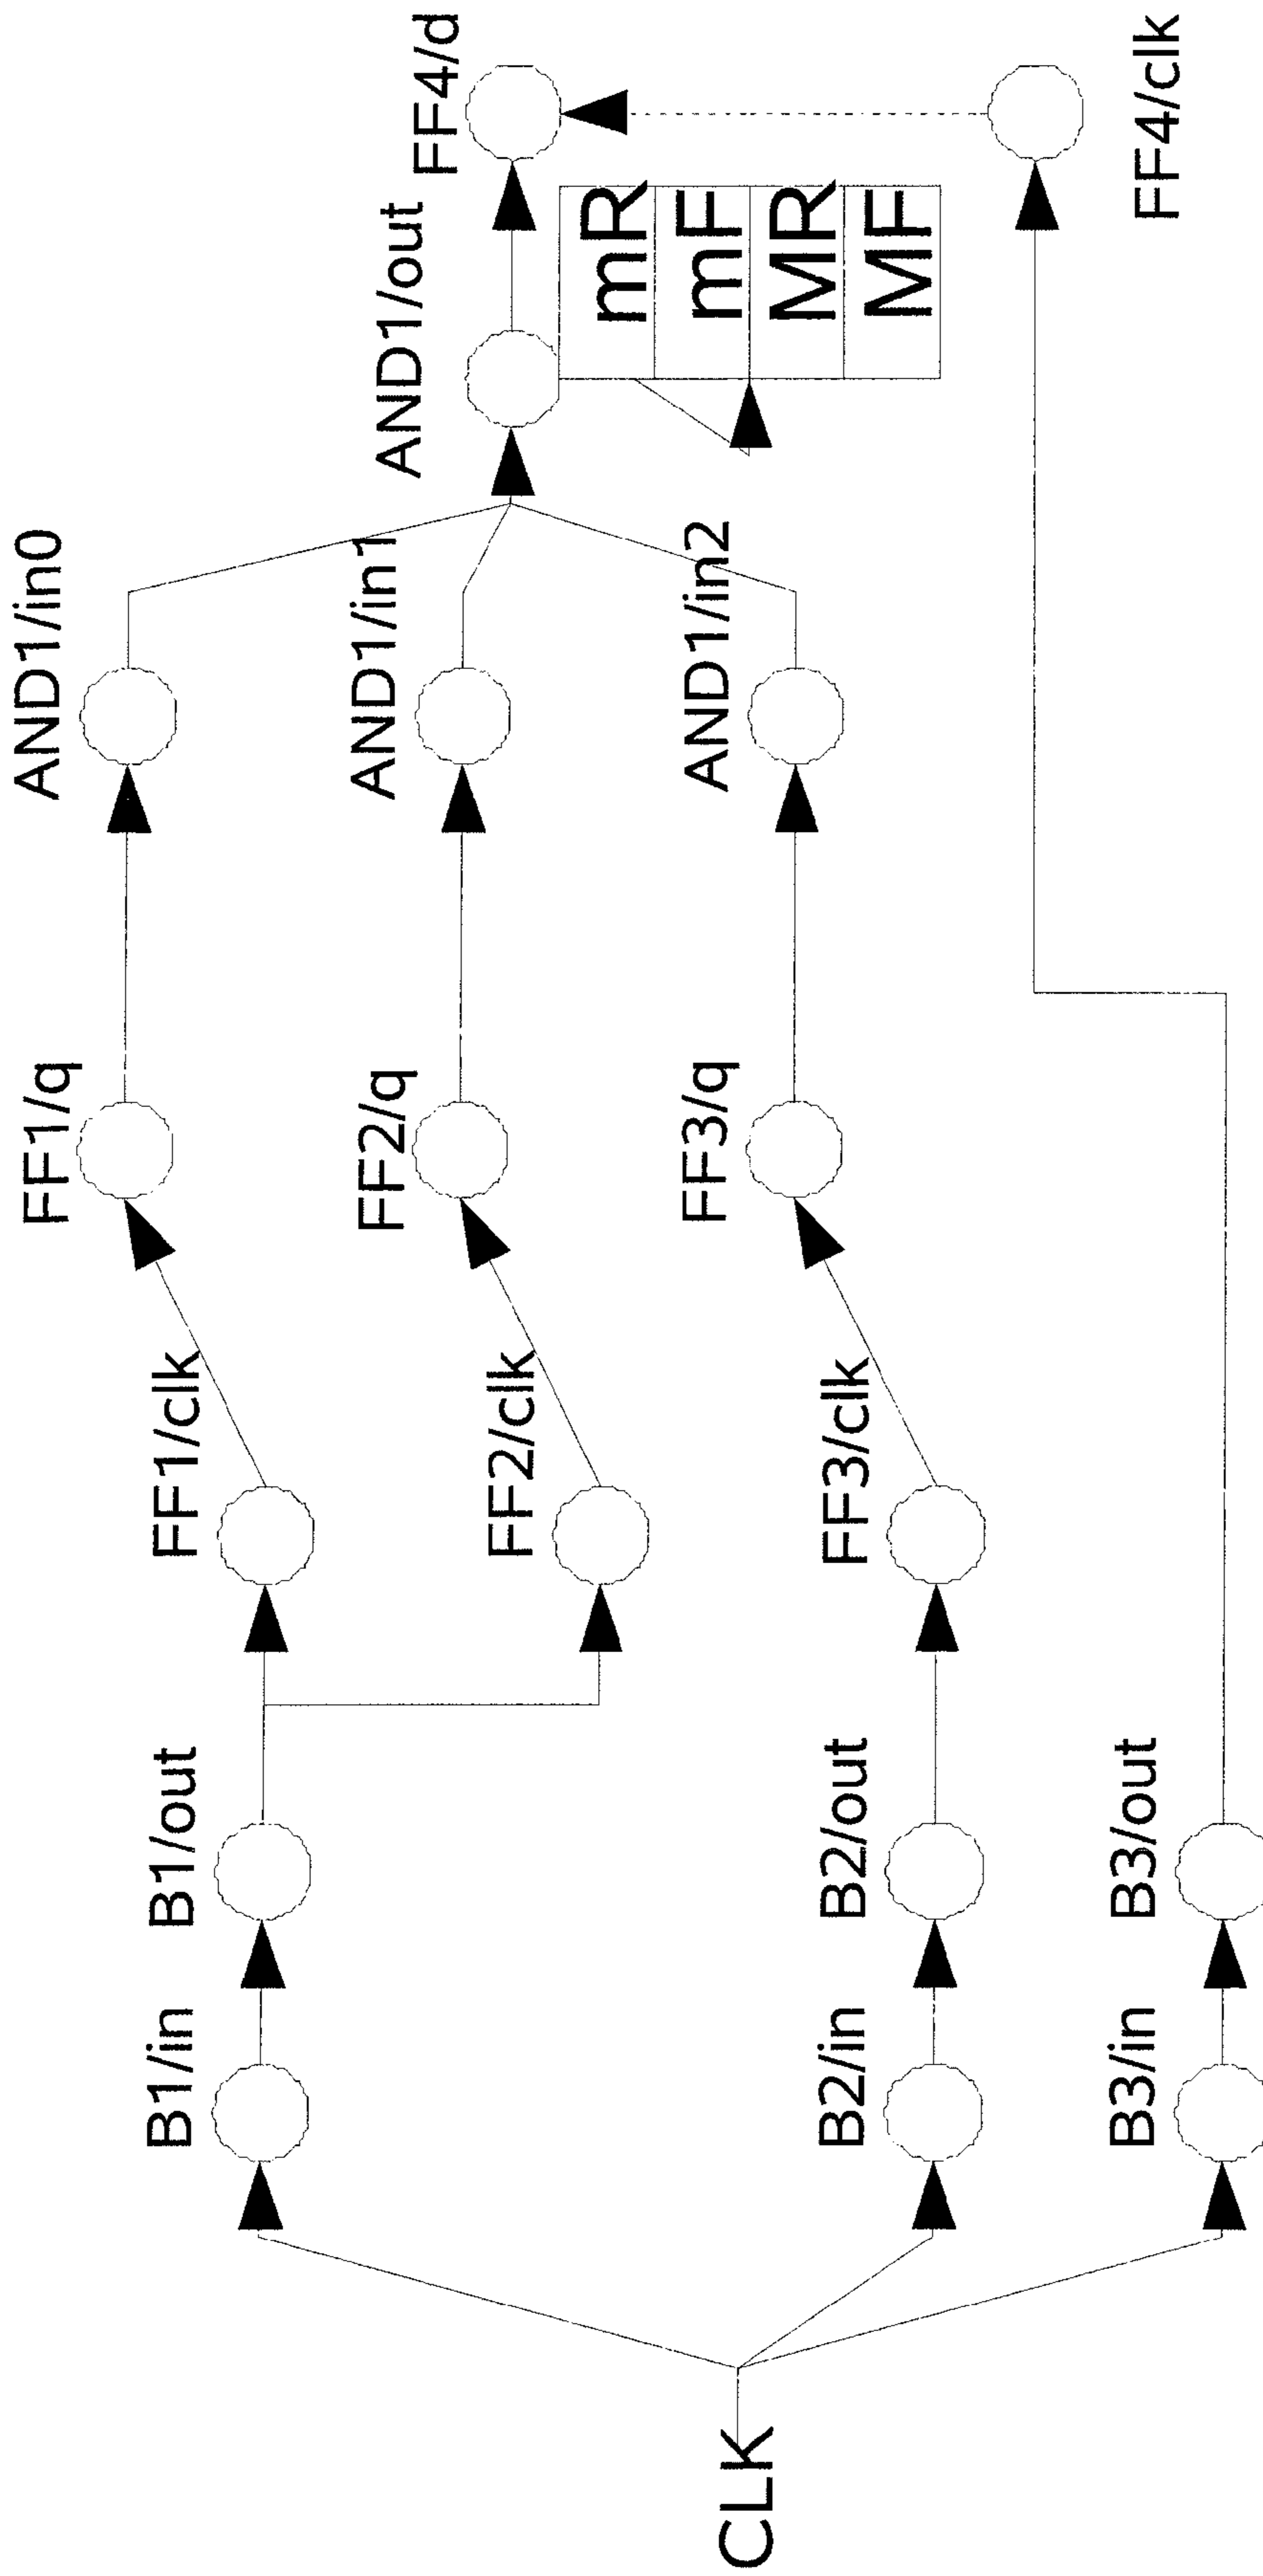 CLK
B1/in
B1/out
FF1/clk
FF1/q
AND1/in0
FF2/clk
FF2/q
AND1/in1
B2/in
B2/out
FF3/clk
FF3/q
AND1/in2
AND1/out
FF4/d
mR
mF
MR
MF
B3/in
B3/out
FF4/clk